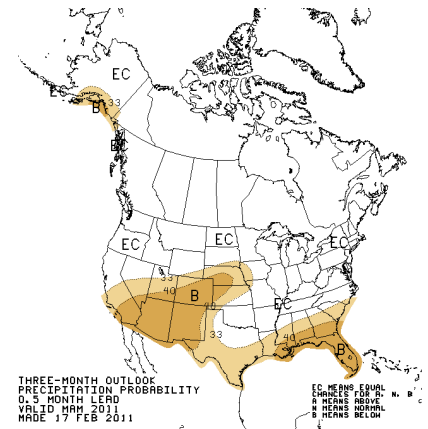 EC
33
B
EC
EC
EC
33
40
B
40
EC
33
40
B
THREE-MONTH OUTLOOK
PRECIPITATION PROBABILITY
0.5 MONTH LEAD
VALID MAM 2011
MADE 17 FEB 2011
EC MEANS EQUAL
CHANCES FOR A, N, B
A MEANS ABOVE
N MEANS NORMAL
B MEANS BELOW